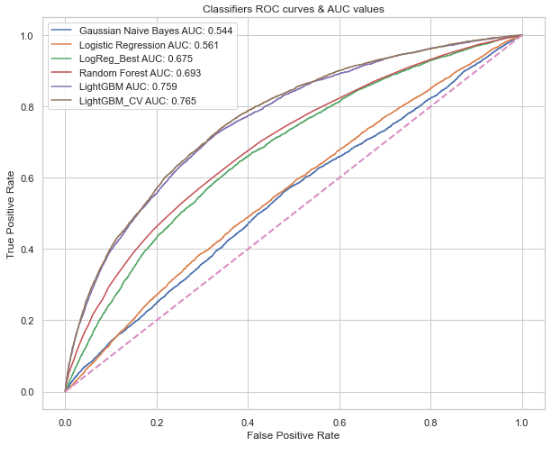 Classifiers ROC curves & AUC values
Gaussian Naive Bayes AUC: 0.544
Logistic Regression AUC: 0.561
LogReg_Best AUC: 0.675
Random Forest AUC: 0.693
LightGBM AUC: 0.759
LightGBM_CV AUC: 0.765
True Positive Rate
1.0
0.8
0.6
0.4
0.2
0.0
0.0 0.2 0.4 0.6 0.8 1.0
False Positive Rate